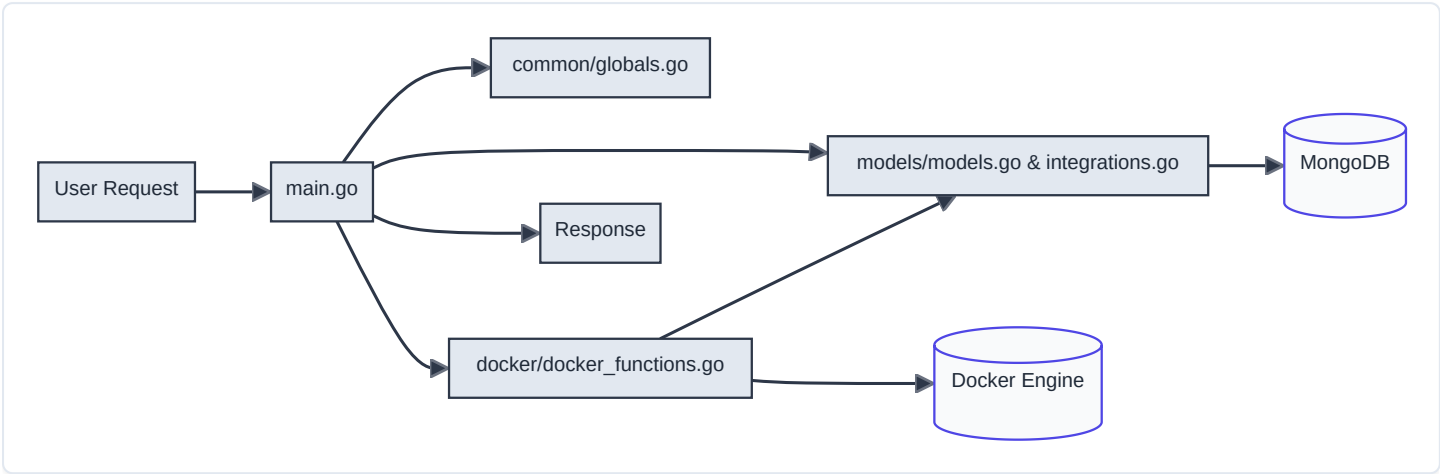 common/globals.go
models/models.go & integrations.go
MongoDB
User Request
main.go
Response
docker/docker_functions.go
Docker Engine